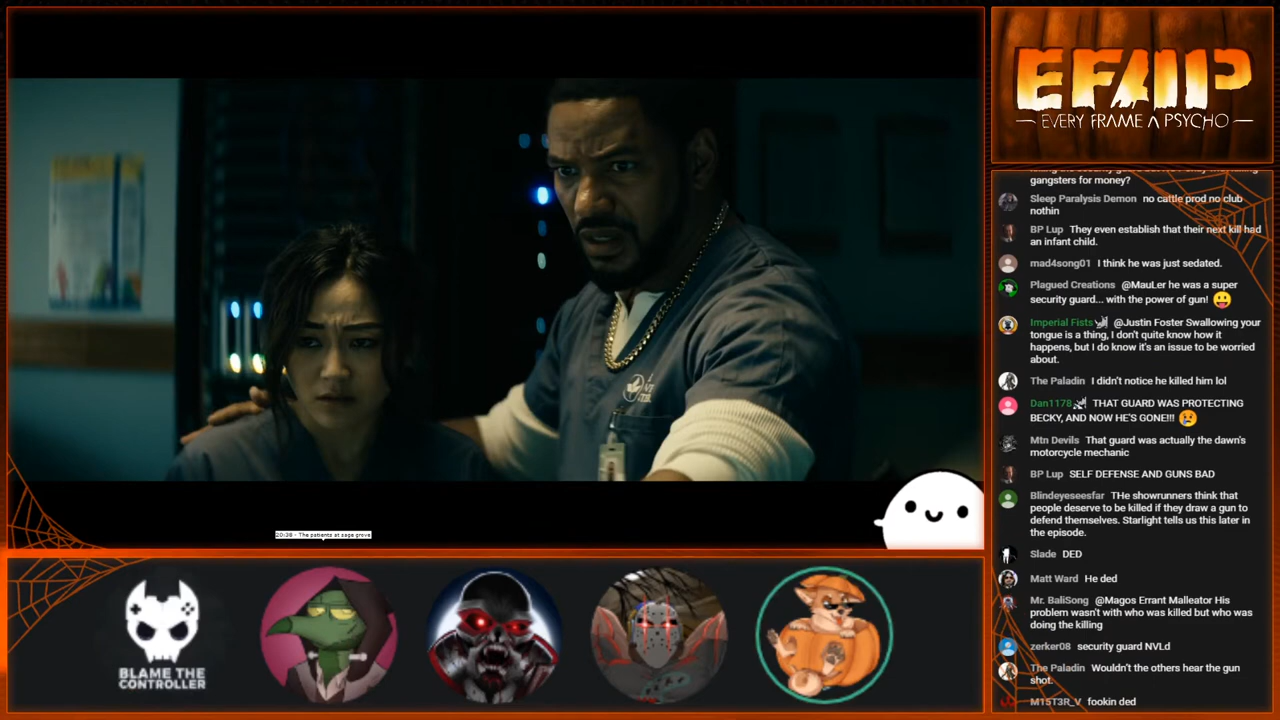 EFAP
EVERY FRAME A PSYCHO
gangsters for money?
Sleep Paralysis Demon no cattle prod no club
nothin
BP Lup They even establish that their next kill had
an infant child.
mad4song01 I think he was just sedated.
Plagued Creations @MauLer he was a super
security guard... with the power of gun! 😛
Imperial Fists @Justin Foster Swallowing your
tongue is a thing, I don't quite know how it
happens, but I do know it's an issue to be worried
about.
The Paladin I didn't notice he killed him lol
Dan1178 THAT GUARD WAS PROTECTING
BECKY, AND NOW HE'S GONE!!! 😢
Mtn Devils That guard was actually the dawn's
motorcycle mechanic
BP Lup SELF DEFENSE AND GUNS BAD
Blindeyeseesfar THe showrunners think that
people deserve to be killed if they draw a gun to
defend themselves. Starlight tells us this later in
the episode.
Slade DED
Matt Ward He ded
Mr. BaliSong @Magos Errant Malleator His
problem wasn't with who was killed but who was
doing the killing
zerker08 security guard NVLd
The Paladin Wouldn't the others hear the gun
shot.
M15T3R_V fookin ded
20:38 - The patients at sage grove
BLAME THE
CONTROLLER